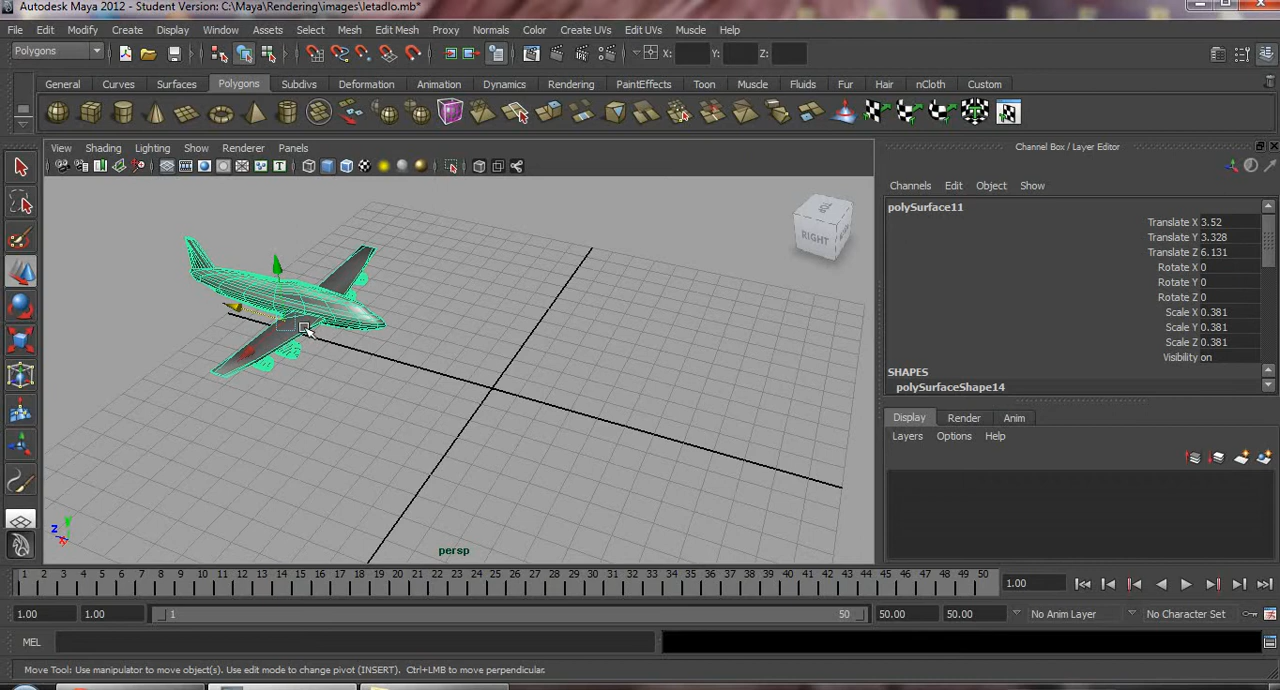 Autodesk Maya 2012 - Student Version: C:\Maya\Rendering\images\letadlo.mb*
File Edit Modify Create Display Window Assets Select Mesh Edit Mesh Proxy Normals Color Create UVs Edit UVs Muscle Help
Polygons X: Y: Z:
General Curves Surfaces Polygons Subdivs Deformation Animation Dynamics Rendering PaintEffects Toon Muscle Fluids Fur Hair nCloth Custom
View Shading Lighting Show Renderer Panels
Channel Box / Layer Editor
Channels Edit Object Show
polySurface11
Translate X 3.52
Translate Y 3.328
Translate Z 6.131
Rotate X 0
Rotate Y 0
Rotate Z 0
Scale X 0.381
Scale Y 0.381
Scale Z 0.381
Visibility on
SHAPES
polySurfaceShape14
RIGHT
Display Render Anim
Layers Options Help
z y x
persp
1 2 3 4 5 6 7 8 9 10 11 12 13 14 15 16 17 18 19 20 21 22 23 24 25 26 27 28 29 30 31 32 33 34 35 36 37 38 39 40 41 42 43 44 45 46 47 48 49 50 1.00
1.00 1.00 1 50 50.00 50.00 No Anim Layer No Character Set
MEL
Move Tool: Use manipulator to move object(s). Use edit mode to change pivot (INSERT). Ctrl+LMB to move perpendicular.